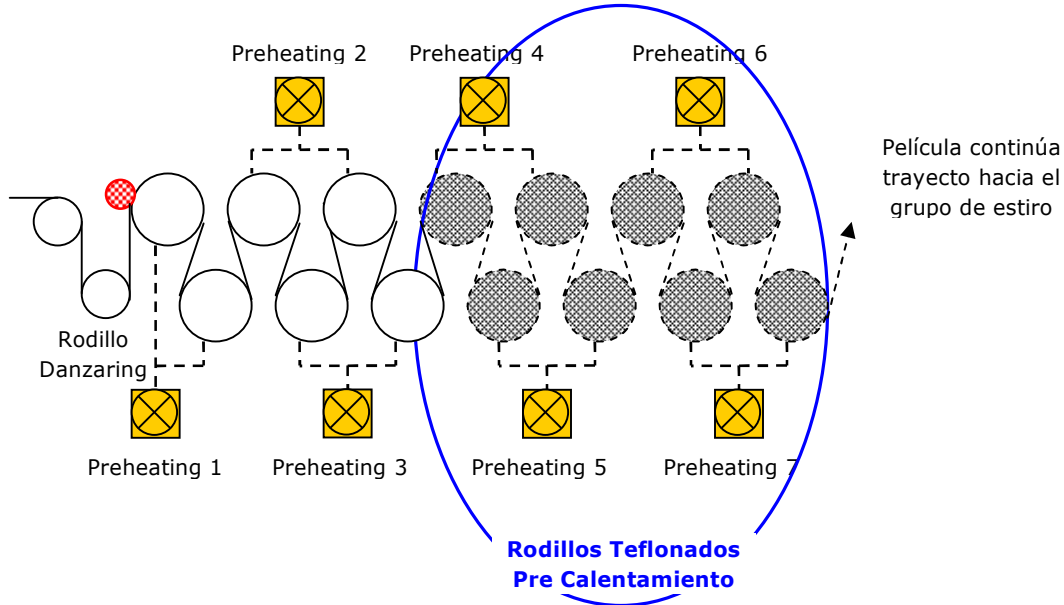 Preheating 2
Preheating 4
Preheating 6
Película continúa
trayecto hacia el
grupo de estiro
Rodillo
Danzaring
Preheating 1
Preheating 3
Preheating 5
Preheating 7
Rodillos Teflonados
Pre Calentamiento